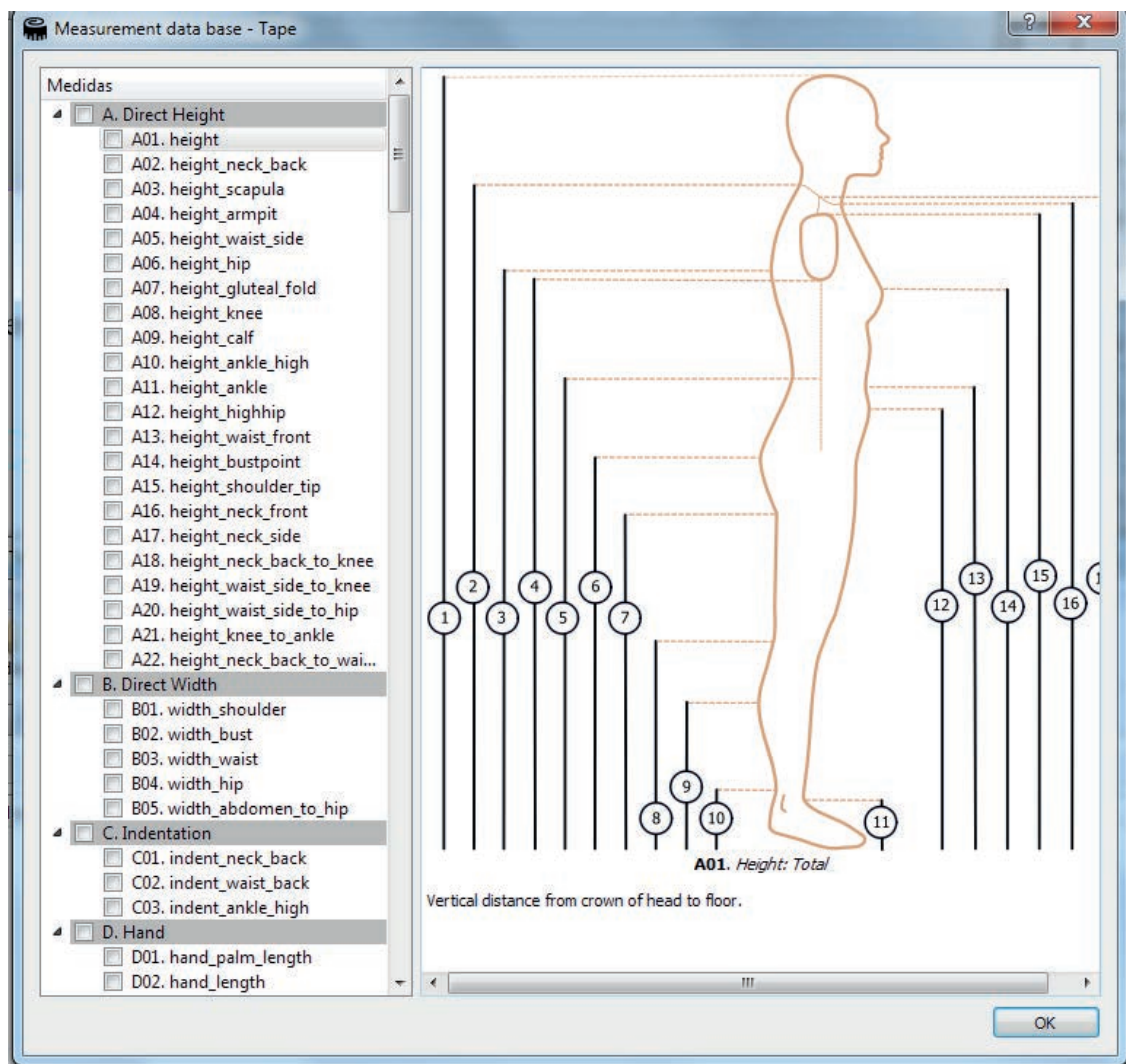 Measurement data base - Tape
Medidas
A. Direct Height
A01. height
A02. height_neck_back
A03. height_scapula
A04. height_armpit
A05. height_waist_side
A06. height_hip
A07. height_gluteal_fold
A08. height_knee
A09. height_calf
A10. height_ankle_high
A11. height_ankle
A12. height_highhip
A13. height_waist_front
A14. height_bustpoint
A15. height_shoulder_tip
A16. height_neck_front
A17. height_neck_side
A18. height_neck_back_to_knee
A19. height_waist_side_to_knee
A20. height_waist_side_to_hip
A21. height_knee_to_ankle
A22. height_neck_back_to_wai...
B. Direct Width
B01. width_shoulder
B02. width_bust
B03. width_waist
B04. width_hip
B05. width_abdomen_to_hip
C. Indentation
C01. indent_neck_back
C02. indent_waist_back
C03. indent_ankle_high
D. Hand
D01. hand_palm_length
D02. hand_length
1
2
3
4
5
6
7
8
9
10
11
12
13
14
15
16
A01. Height: Total
Vertical distance from crown of head to floor.
OK